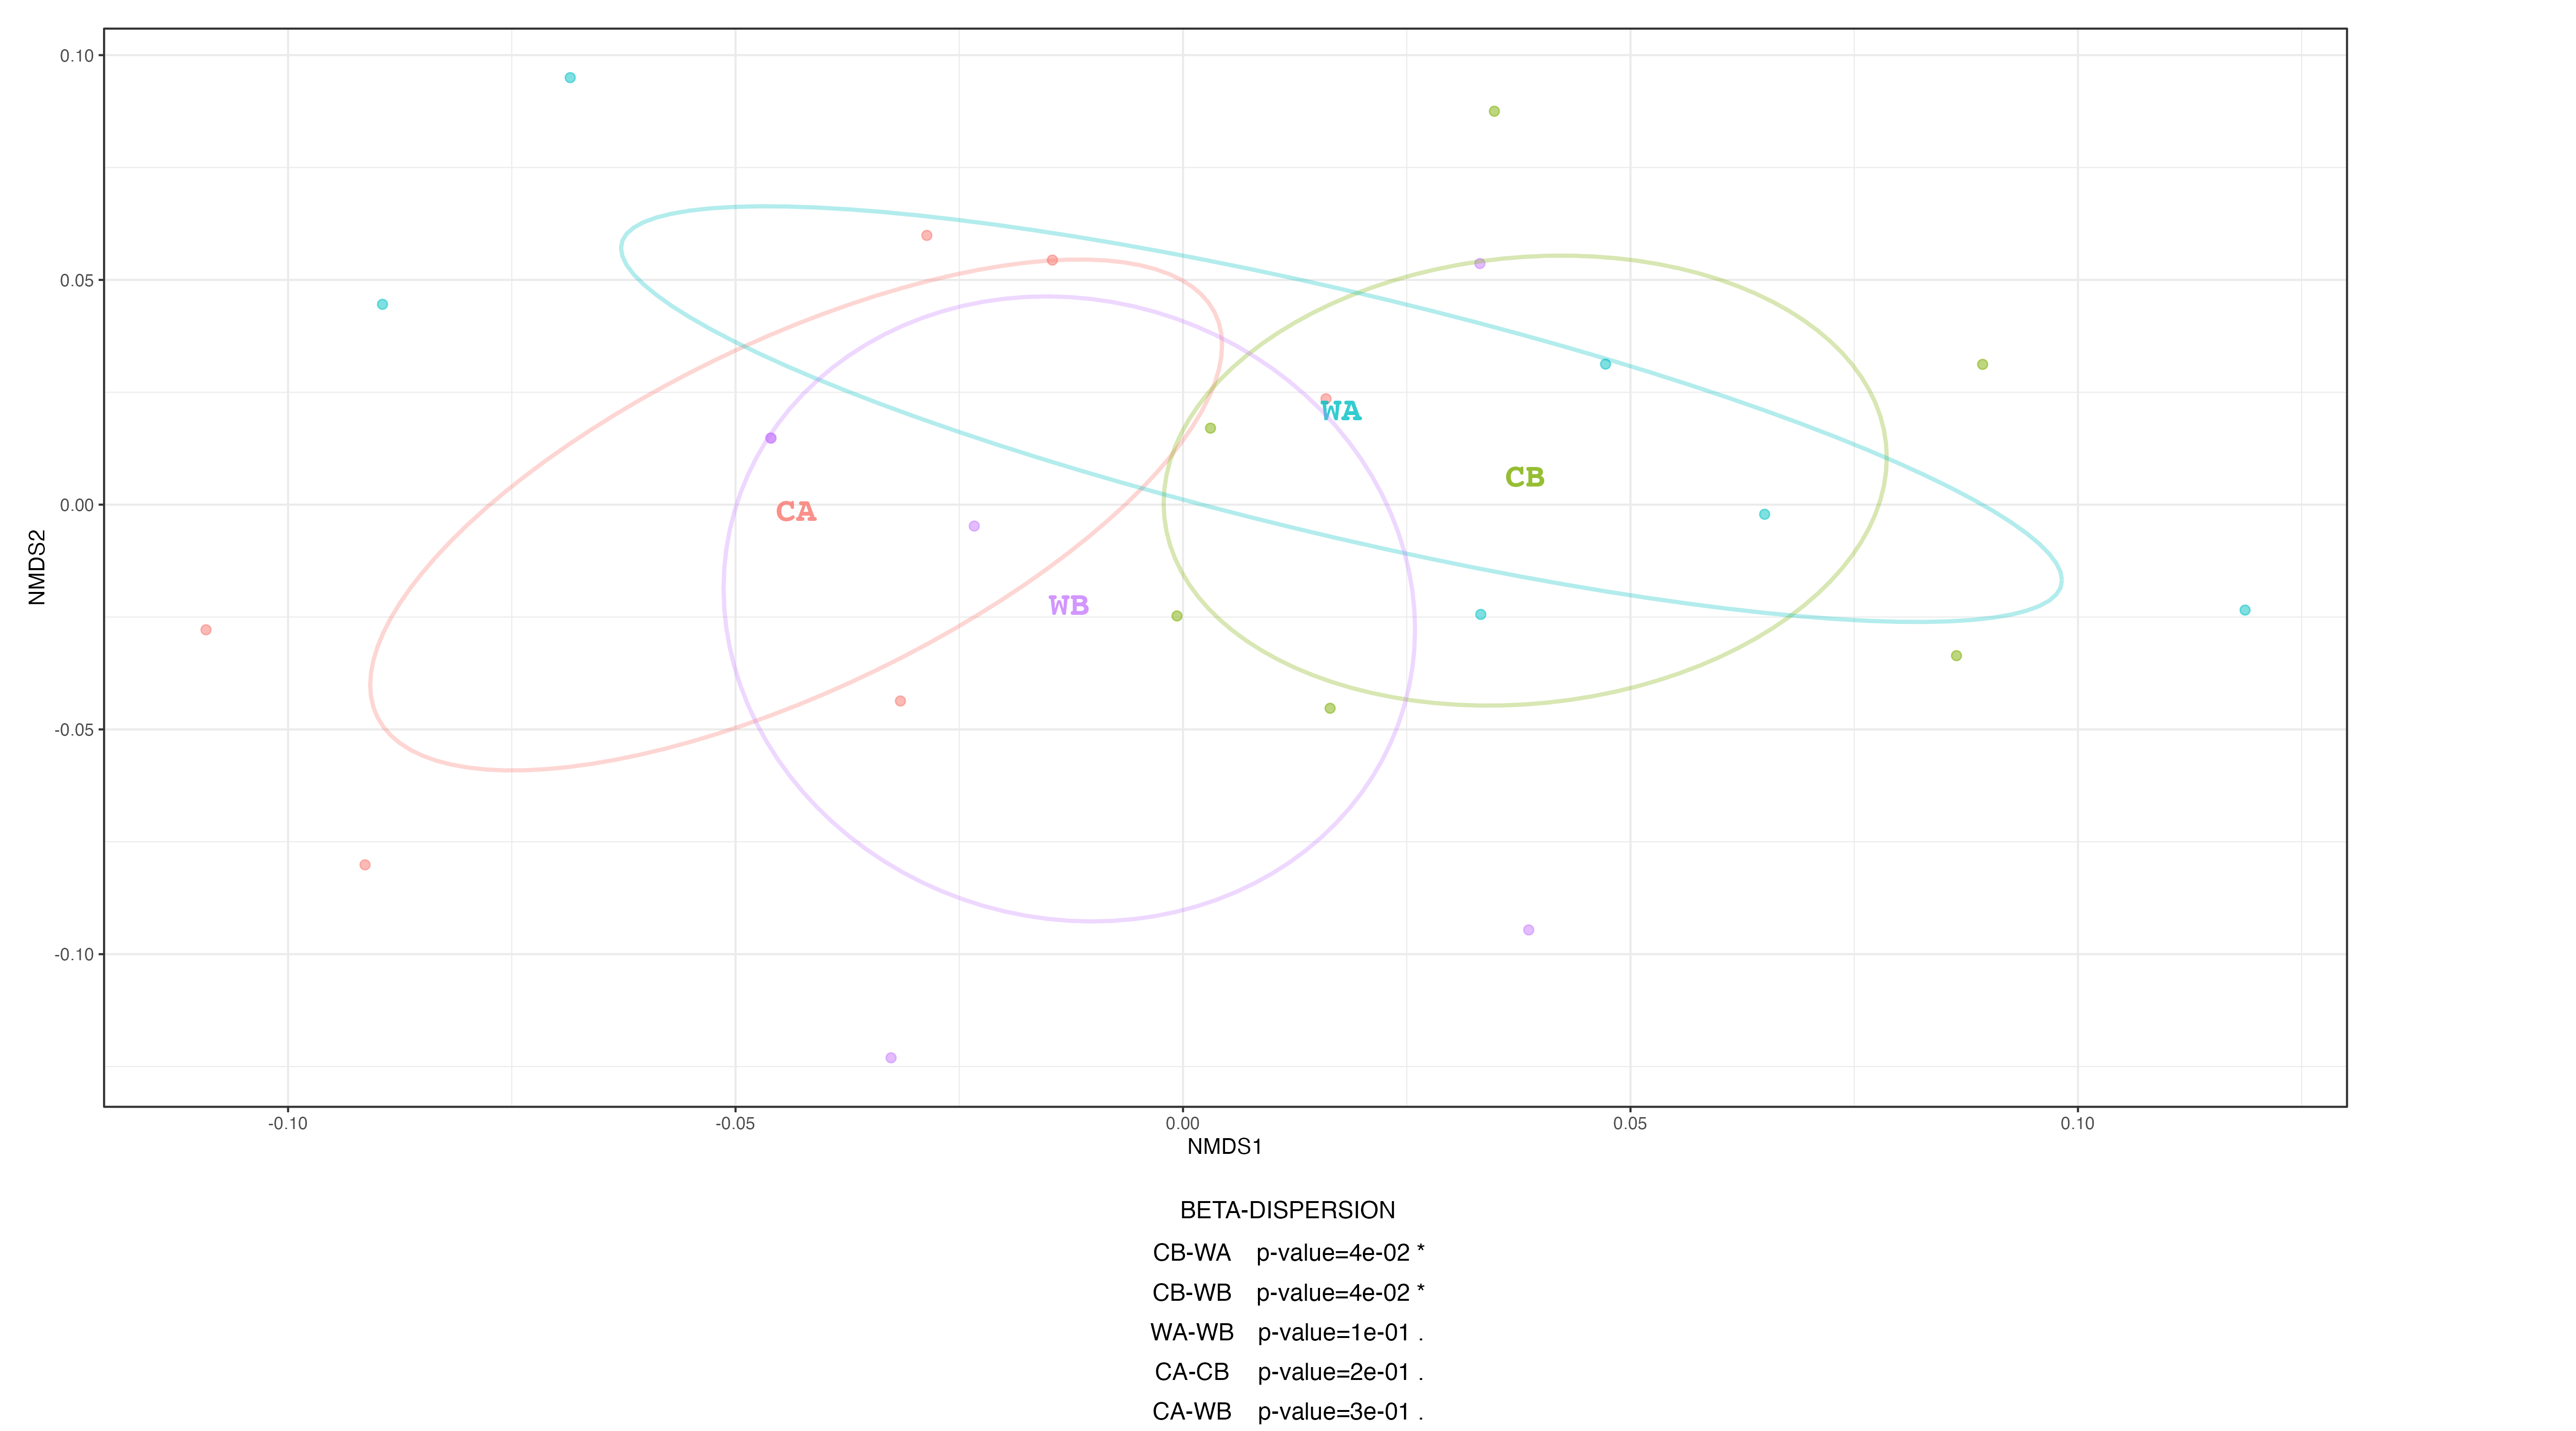 0.10
0.05
WA
CB
0.00
CA
NMDS2
WB
-0.05
-0.10
-0.10 -0.05 0.00 0.05 0.10
NMDS1
BETA-DISPERSION
CB-WA p-value=4e-02 *
CB-WB p-value=4e-02 *
WA-WB p-value=1e-01 .
CA-CB p-value=2e-01 .
CA-WB p-value=3e-01 .